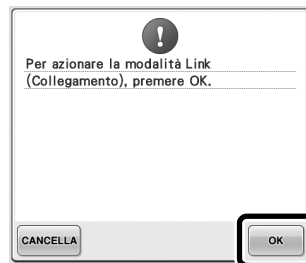 Per azionare la modalità Link
(Collegamento), premere OK.
CANCELLA
OK